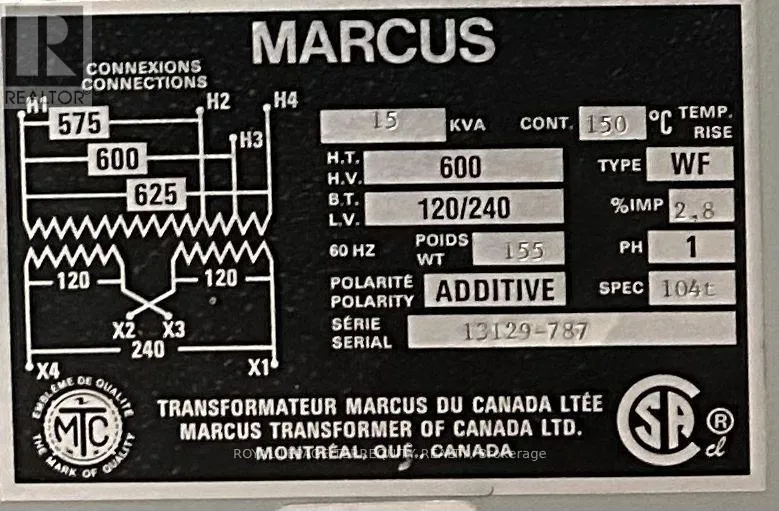 MARCUS
R
REALTOR
CONNEXIONS
CONNECTIONS
H1 H2 H4
575
H3
600
625
120 120
X2 X3
240
X4 X1
15 KVA CONT. 150 °C TEMP. RISE
H.T.
H.V. 600 TYPE WF
B.T.
L.V. 120/240 %IMP 2.8
60 HZ POIDS
WT 155 PH 1
POLARITÉ
POLARITY ADDITIVE SPEC 104t
SÉRIE
SERIAL 13129-787
EMBLÈME DE QUALITÉ
MTC
THE MARK OF QUALITY
TRANSFORMATEUR MARCUS DU CANADA LTÉE
MARCUS TRANSFORMER OF CANADA LTD.
MONTRÉAL, QUÉ., CANADA
SA ® cl